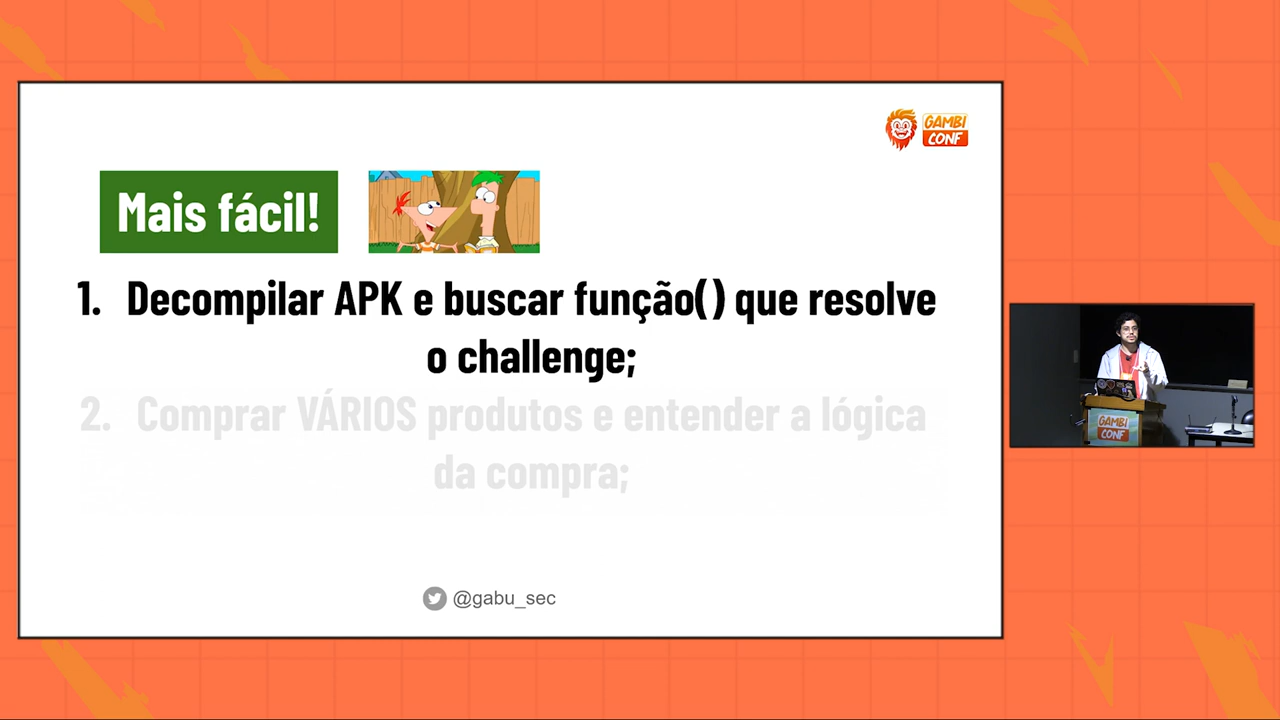 GAMBI
CONF
Mais fácil!
1. Decompilar APK e buscar função() que resolve
o challenge;
2. Comprar VÁRIOS produtos e entender a lógica
da compra;
@gabu_sec
GAMBI
CONF